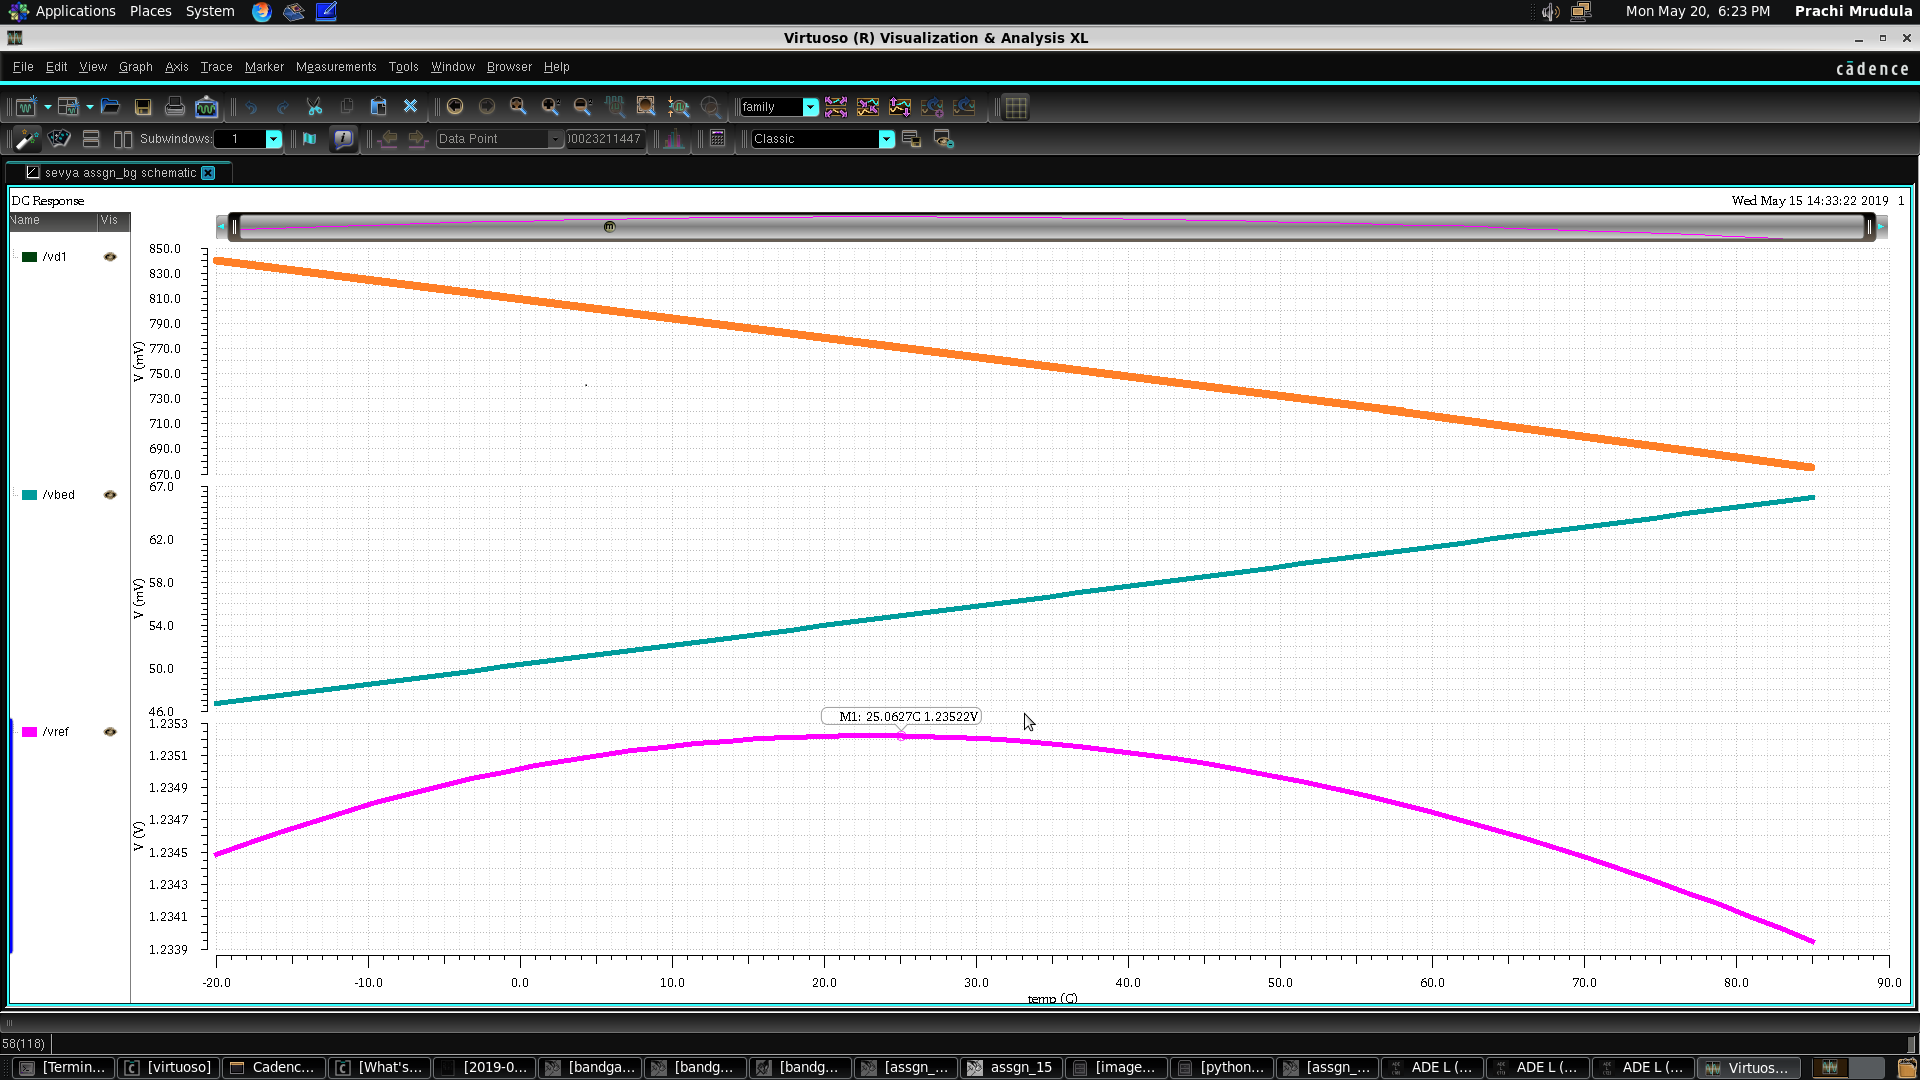 Applications Places System Mon May 20, 6:23 PM Prachi Mrudula
Virtuoso (R) Visualization & Analysis XL
File Edit View Graph Axis Trace Marker Measurements Tools Window Browser Help cādence
family
Subwindows: 1 Data Point )00023211447 Classic
sevya assgn_bg schematic
DC Response Wed May 15 14:33:22 2019 1
Name Vis
/vd1
850.0
830.0
810.0
790.0
770.0
750.0
730.0
710.0
690.0
670.0
V (mV)
/vbed
67.0
62.0
58.0
54.0
50.0
46.0
V (mV)
M1: 25.0627C 1.23522V
/vref
1.2353
1.2351
1.2349
1.2347
1.2345
1.2343
1.2341
1.2339
V (V)
-20.0 -10.0 0.0 10.0 20.0 30.0 40.0 50.0 60.0 70.0 80.0 90.0
temp (C)
58(118)
[Termin... [virtuoso] Cadenc... [What's... [2019-0... [bandga... [bandg... [bandg... [assgn_... assgn_15 [image... [python... [assgn_... ADE L (... ADE L (... ADE L (... Virtuos...